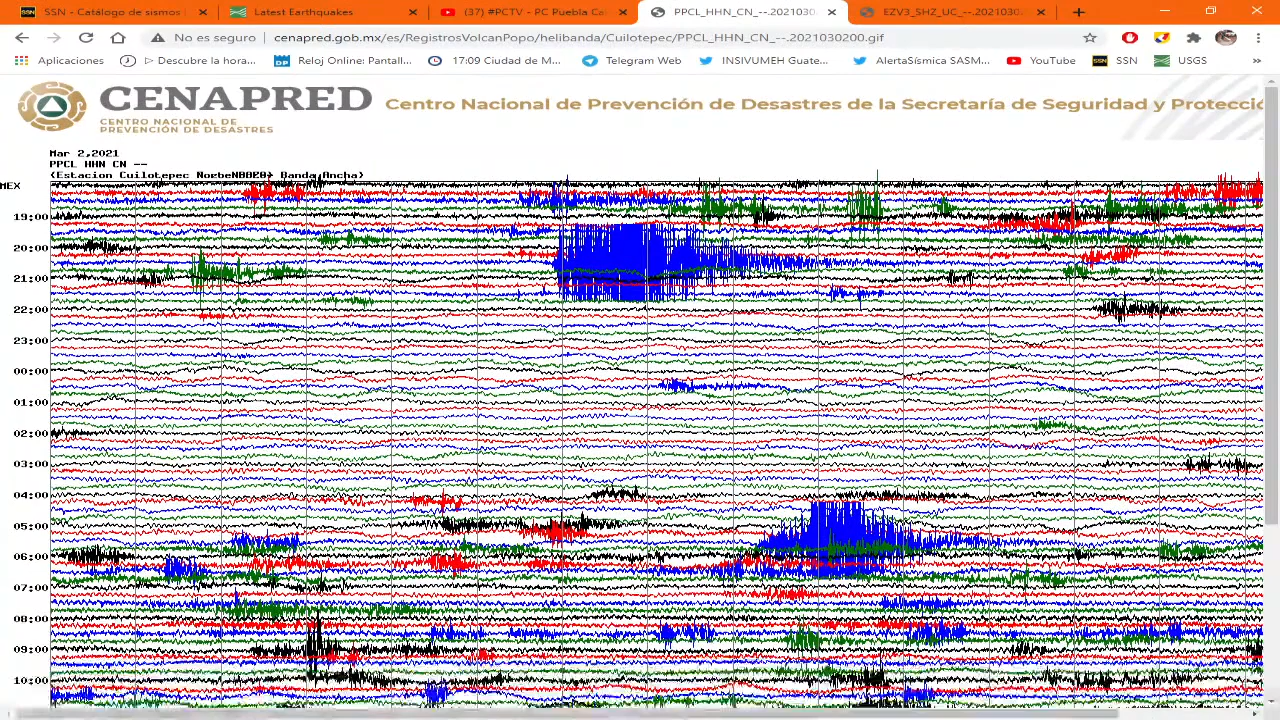 SSN - Catálogo de sismos
Latest Earthquakes
(37) #PCTV - PC Puebla Ca
PPCL_HHN_CN_--.2021030
EZV3_SHZ_UC_--.2021030
No es seguro
cenapred.gob.mx/es/RegistrosVolcanPopo/helibanda/Cuilotepec/PPCL_HHN_CN_--.2021030200.gif
Aplicaciones
▷ Descubre la hora...
Reloj Online: Pantall...
17:09 Ciudad de M...
Telegram Web
INSIVUMEH Guate...
AlertaSísmica SASM...
YouTube
SSN
USGS
»
CENAPRED
CENTRO NACIONAL DE
PREVENCIÓN DE DESASTRES
Centro Nacional de Prevención de Desastres de la Secretaría de Seguridad y Protecció
Mar 2,2021
PPCL HHN CN --
(Estacion Cuilotepec Banda Ancha)
MEX
19:00
20:00
21:00
22:00
23:00
00:00
01:00
02:00
03:00
04:00
05:00
06:00
07:00
08:00
09:00
10:00